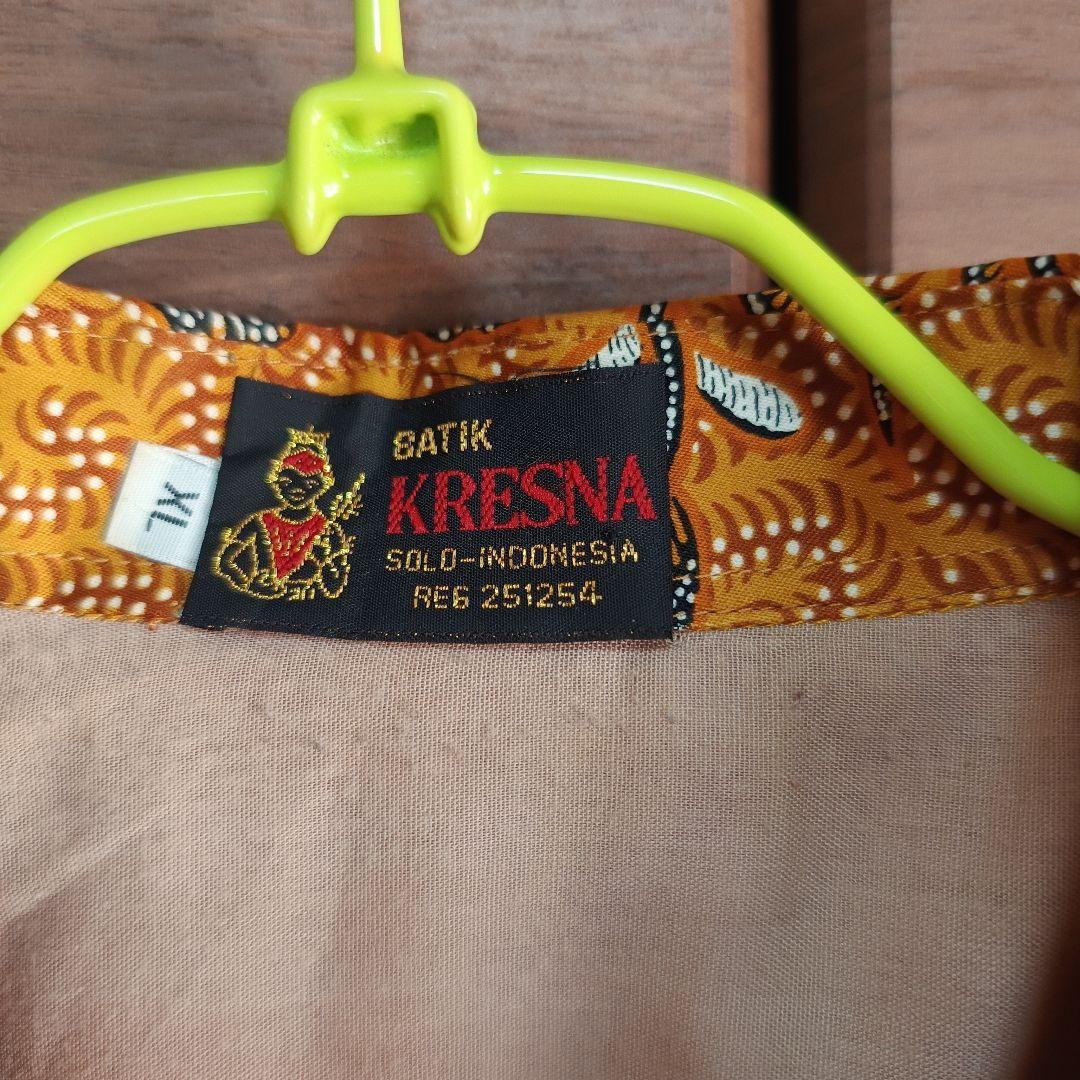 BATIK
KRESNA
SOLO-INDONESIA
REG 251254
XL